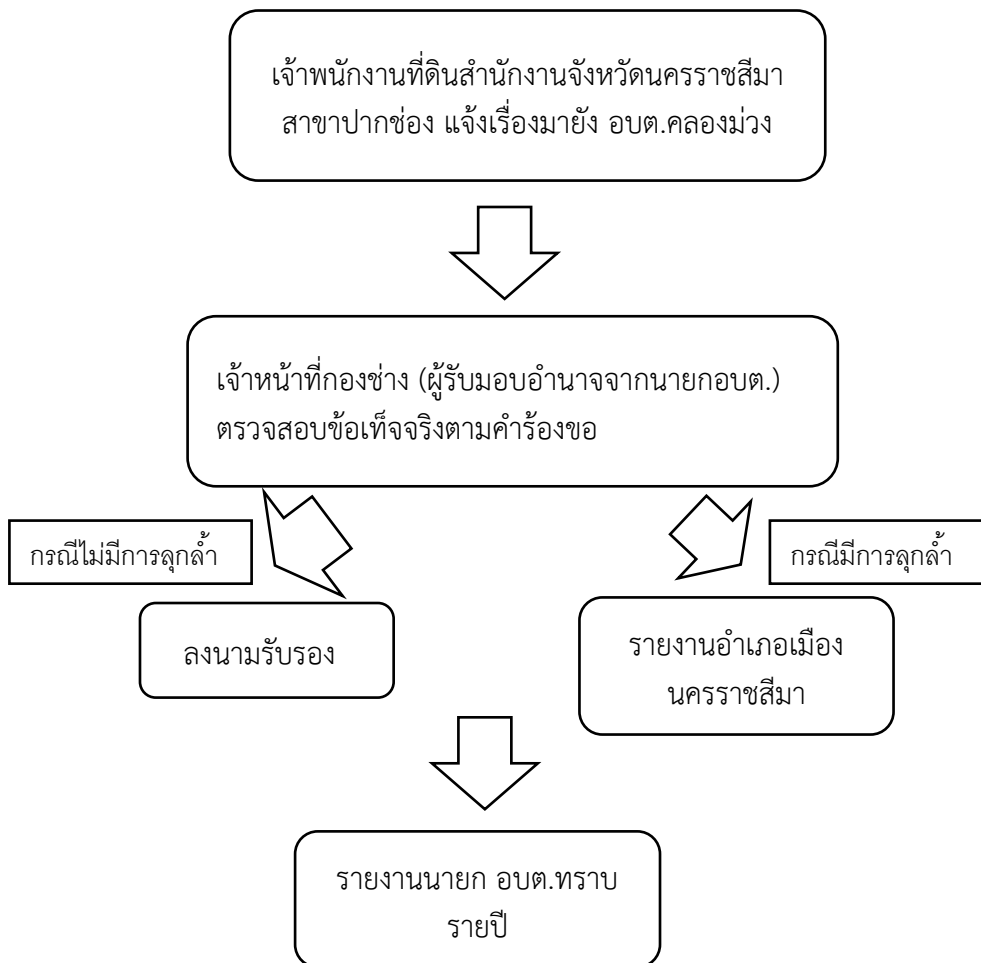 เจ้าพนักงานที่ดินสำนักงานจังหวัดนครราชสีมา
สาขาปากช่อง แจ้งเรื่องมายัง อบต.คลองม่วง
เจ้าหน้าที่กองช่าง (ผู้รับมอบอำนาจจากนายกอบต.)
ตรวจสอบข้อเท็จจริงตามคำร้องขอ
กรณีไม่มีการลุกล้ำ
กรณีมีการลุกล้ำ
ลงนามรับรอง
รายงานอำเภอเมือง
นครราชสีมา
รายงานนายก อบต.ทราบ
รายปี